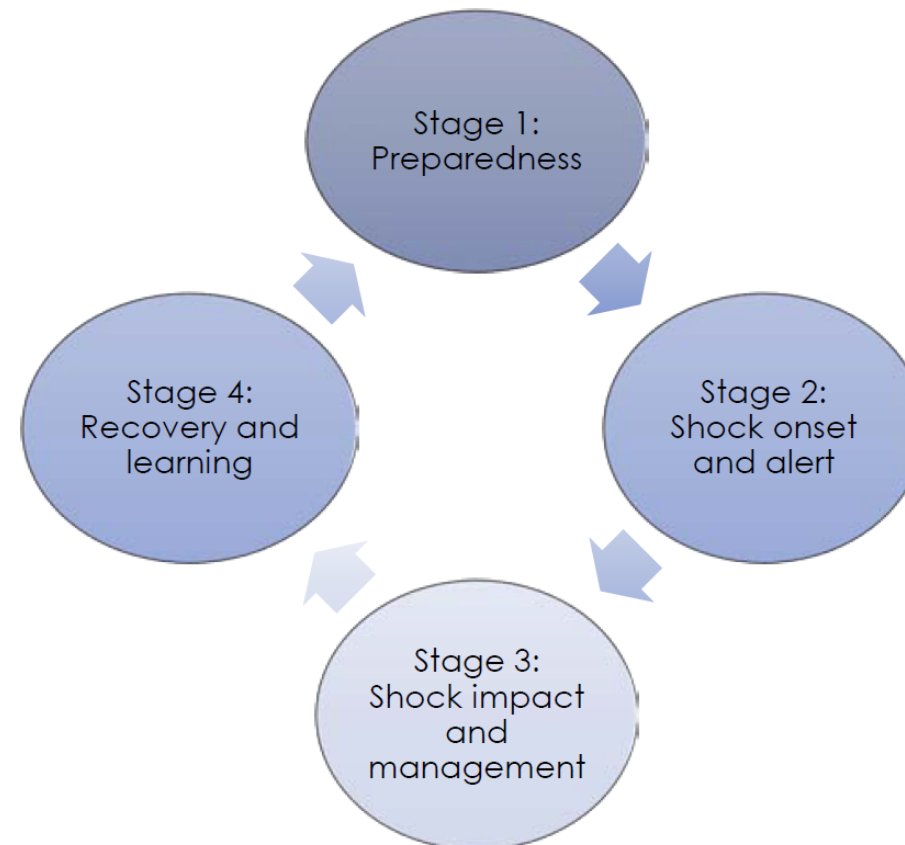 Stage 1:
Preparedness
Stage 2:
Shock onset
and alert
Stage 3:
Shock impact
and
management
Stage 4:
Recovery and
learning